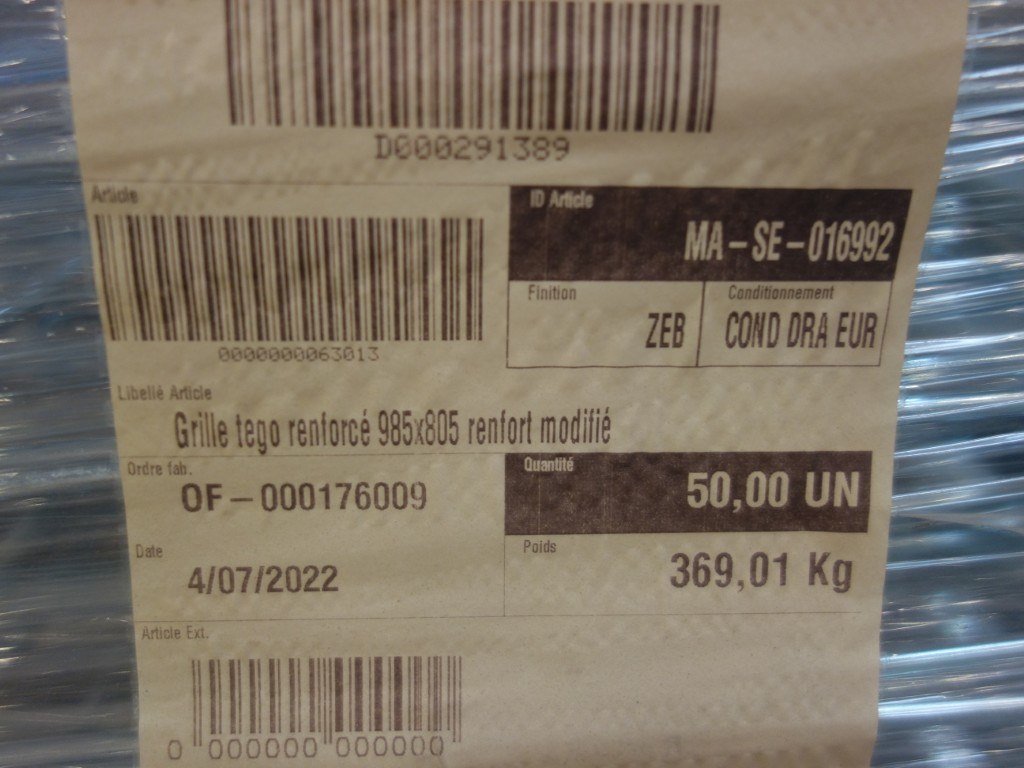 D000291389
Article
ID Article
MA-SE-016992
0000000063013
Finition
Conditionnement
ZEB
COND DRA EUR
Libellé Article
Grille tego renforcé 985x805 renfort modifié
Ordre fab.
OF-000176009
Quantité
50,00 UN
Date
4/07/2022
Poids
369,01 Kg
Article Ext.
0 000000 000000